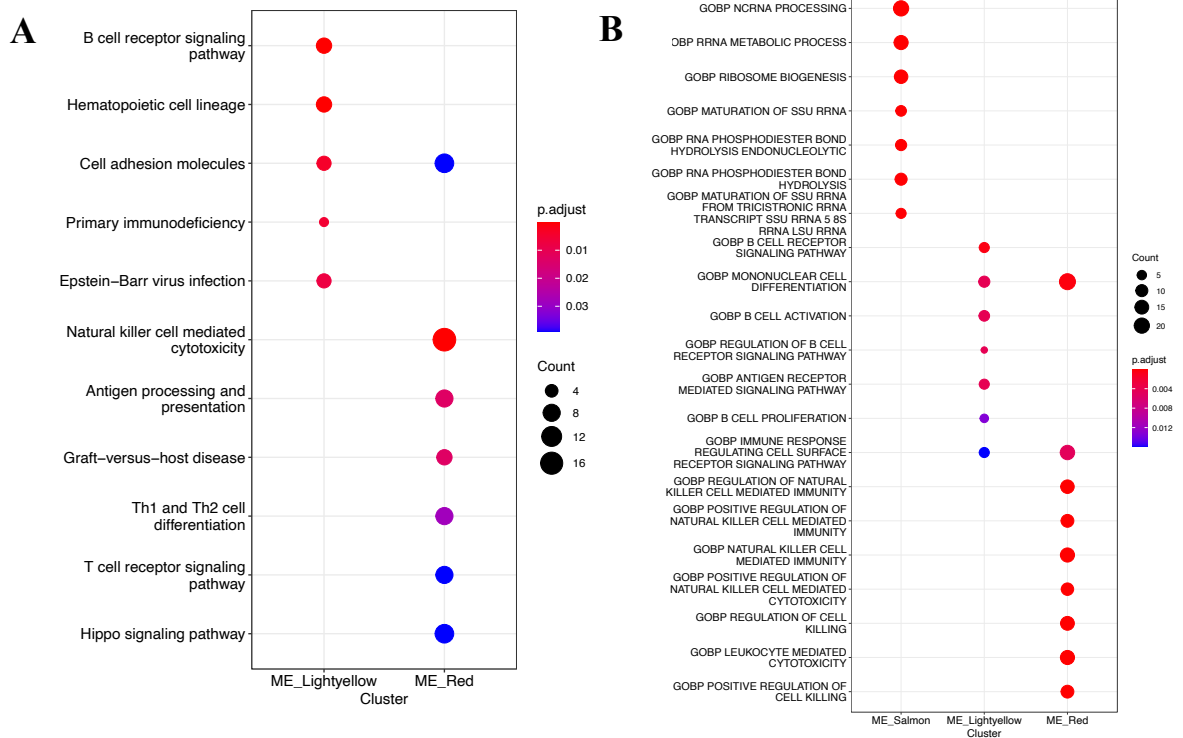 A
B cell receptor signaling
pathway
Hematopoietic cell lineage
Cell adhesion molecules
Primary immunodeficiency
Epstein−Barr virus infection
Natural killer cell mediated
cytotoxicity
Antigen processing and
presentation
Graft−versus−host disease
Th1 and Th2 cell
differentiation
T cell receptor signaling
pathway
Hippo signaling pathway
ME_Lightyellow
ME_Red
Cluster
p.adjust
0.01
0.02
0.03
Count
4
8
12
16
B
GOBP NCRNA PROCESSING
OBP RRNA METABOLIC PROCESS
GOBP RIBOSOME BIOGENESIS
GOBP MATURATION OF SSU RRNA
GOBP RNA PHOSPHODIESTER BOND
HYDROLYSIS ENDONUCLEOLYTIC
GOBP RNA PHOSPHODIESTER BOND
HYDROLYSIS
GOBP MATURATION OF SSU RRNA
FROM TRICISTRONIC RRNA
TRANSCRIPT SSU RRNA 5 8S
RRNA LSU RRNA
GOBP B CELL RECEPTOR
SIGNALING PATHWAY
GOBP MONONUCLEAR CELL
DIFFERENTIATION
GOBP B CELL ACTIVATION
GOBP REGULATION OF B CELL
RECEPTOR SIGNALING PATHWAY
GOBP ANTIGEN RECEPTOR
MEDIATED SIGNALING PATHWAY
GOBP B CELL PROLIFERATION
GOBP IMMUNE RESPONSE
REGULATING CELL SURFACE
RECEPTOR SIGNALING PATHWAY
GOBP REGULATION OF NATURAL
KILLER CELL MEDIATED IMMUNITY
GOBP POSITIVE REGULATION OF
NATURAL KILLER CELL MEDIATED
IMMUNITY
GOBP NATURAL KILLER CELL
MEDIATED IMMUNITY
GOBP POSITIVE REGULATION OF
NATURAL KILLER CELL MEDIATED
CYTOTOXICITY
GOBP REGULATION OF CELL
KILLING
GOBP LEUKOCYTE MEDIATED
CYTOTOXICITY
GOBP POSITIVE REGULATION OF
CELL KILLING
ME_Salmon
ME_Lightyellow
ME_Red
Cluster
Count
5
10
15
20
p.adjust
0.004
0.008
0.012